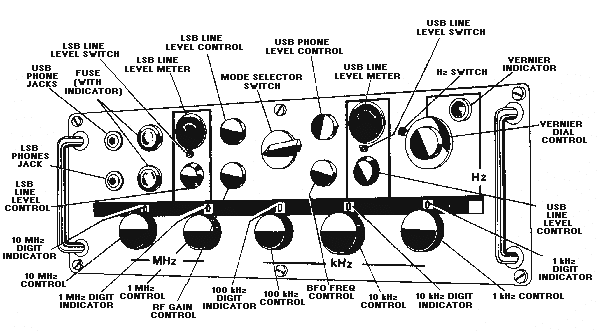 LSB LINE
LEVEL SWITCH
USB
PHONE
JACKS
FUSE
(WITH
INDICATOR)
LSB LINE
LEVEL METER
LSB LINE
LEVEL CONTROL
MODE SELECTOR
SWITCH
USB PHONE
LEVEL CONTROL
USB LINE
LEVEL METER
USB LINE
LEVEL SWITCH
Hz SWITCH
VERNIER
INDICATOR
VERNIER
DIAL
CONTROL
LSB
PHONES
JACK
LSB
LINE
LEVEL
CONTROL
Hz
USB
LINE
LEVEL
CONTROL
10 MHz
DIGIT
INDICATOR
MHz
kHz
1 kHz
DIGIT
INDICATOR
10 MHz
CONTROL
1 MHz DIGIT
INDICATOR
1 MHz
CONTROL
RF GAIN
CONTROL
100 kHz
DIGIT
INDICATOR
100 kHz
CONTROL
BFO FREQ
CONTROL
10 kHz
CONTROL
10 kHz DIGIT
INDICATOR
1 kHz CONTROL